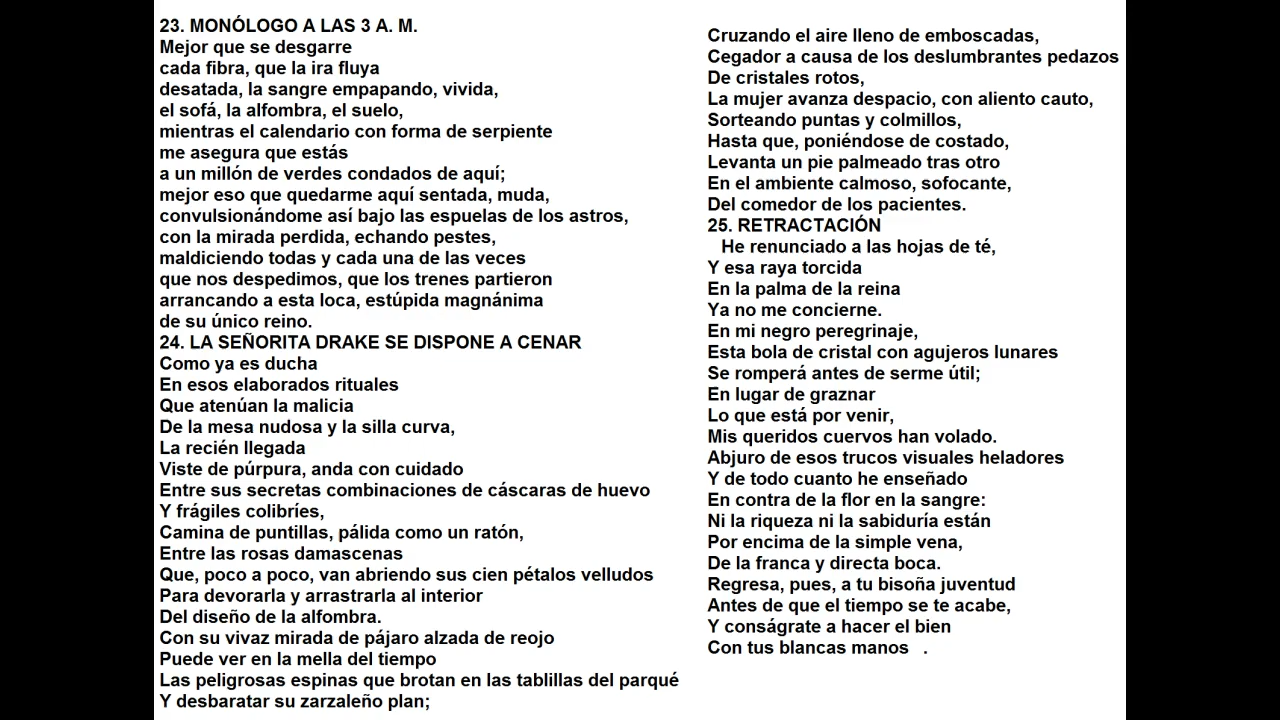 23. MONÓLOGO A LAS 3 A. M.
Mejor que se desgarre
cada fibra, que la ira fluya
desatada, la sangre empapando, vivida,
el sofá, la alfombra, el suelo,
mientras el calendario con forma de serpiente
me asegura que estás
a un millón de verdes condados de aquí;
mejor eso que quedarme aquí sentada, muda,
convulsionándome así bajo las espuelas de los astros,
con la mirada perdida, echando pestes,
maldiciendo todas y cada una de las veces
que nos despedimos, que los trenes partieron
arrancando a esta loca, estúpida magnánima
de su único reino.
24. LA SEÑORITA DRAKE SE DISPONE A CENAR
Como ya es ducha
En esos elaborados rituales
Que atenúan la malicia
De la mesa nudosa y la silla curva,
La recién llegada
Viste de púrpura, anda con cuidado
Entre sus secretas combinaciones de cáscaras de huevo
Y frágiles colibríes,
Camina de puntillas, pálida como un ratón,
Entre las rosas damascenas
Que, poco a poco, van abriendo sus cien pétalos velludos
Para devorarla y arrastrarla al interior
Del diseño de la alfombra.
Con su vivaz mirada de pájaro alzada de reojo
Puede ver en la mella del tiempo
Las peligrosas espinas que brotan en las tablillas del parqué
Y desbaratar su zarzaleño plan;
Cruzando el aire lleno de emboscadas,
Cegador a causa de los deslumbrantes pedazos
De cristales rotos,
La mujer avanza despacio, con aliento cauto,
Sorteando puntas y colmillos,
Hasta que, poniéndose de costado,
Levanta un pie palmeado tras otro
En el ambiente calmoso, sofocante,
Del comedor de los pacientes.
25. RETRACTACIÓN
He renunciado a las hojas de té,
Y esa raya torcida
En la palma de la reina
Ya no me concierne.
En mi negro peregrinaje,
Esta bola de cristal con agujeros lunares
Se romperá antes de serme útil;
En lugar de graznar
Lo que está por venir,
Mis queridos cuervos han volado.
Abjuro de esos trucos visuales heladores
Y de todo cuanto he enseñado
En contra de la flor en la sangre:
Ni la riqueza ni la sabiduría están
Por encima de la simple vena,
De la franca y directa boca.
Regresa, pues, a tu bisoña juventud
Antes de que el tiempo se te acabe,
Y conságrate a hacer el bien
Con tus blancas manos .